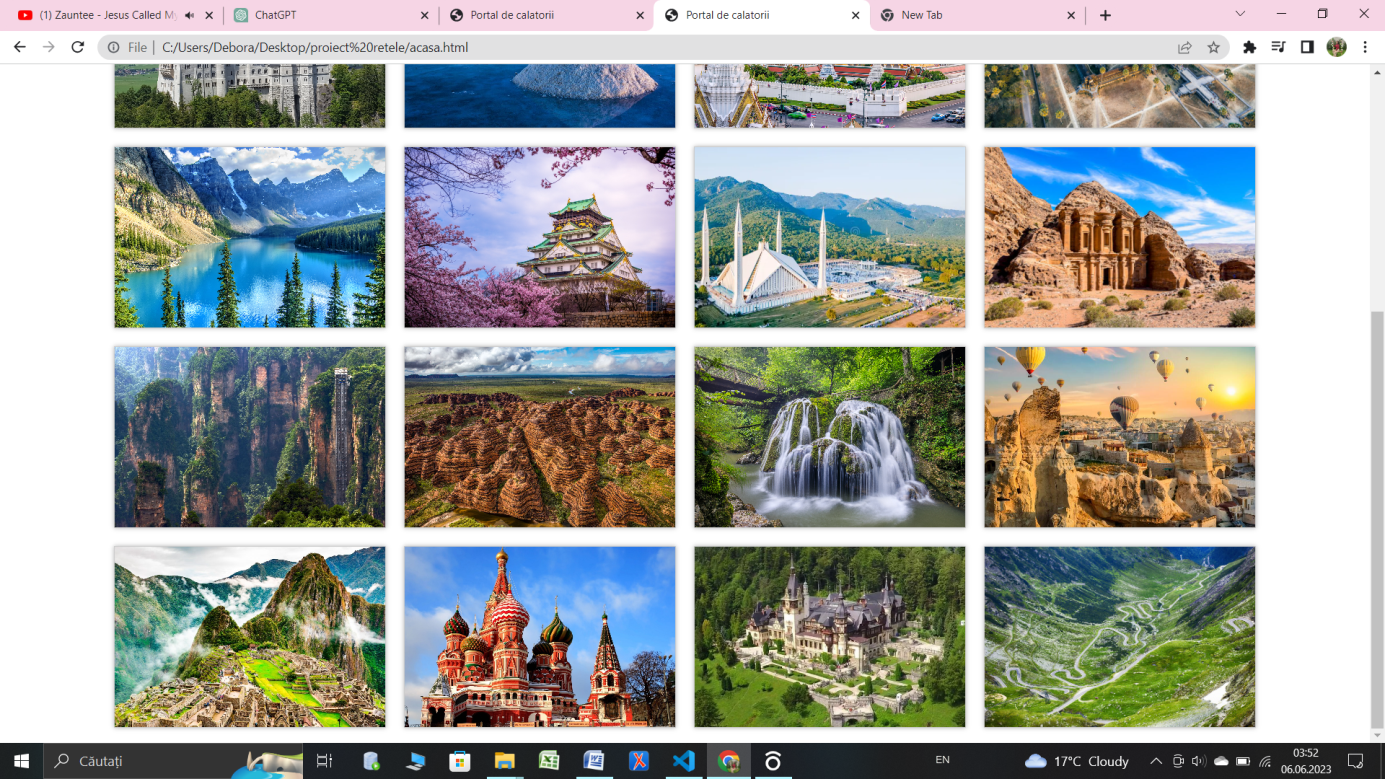 (1) Zauntee - Jesus Called My
ChatGPT
Portal de calatorii
Portal de calatorii
New Tab
File | C:/Users/Debora/Desktop/proiect%20retele/acasa.html
Căutați
EN
17°C Cloudy
03:52
06.06.2023